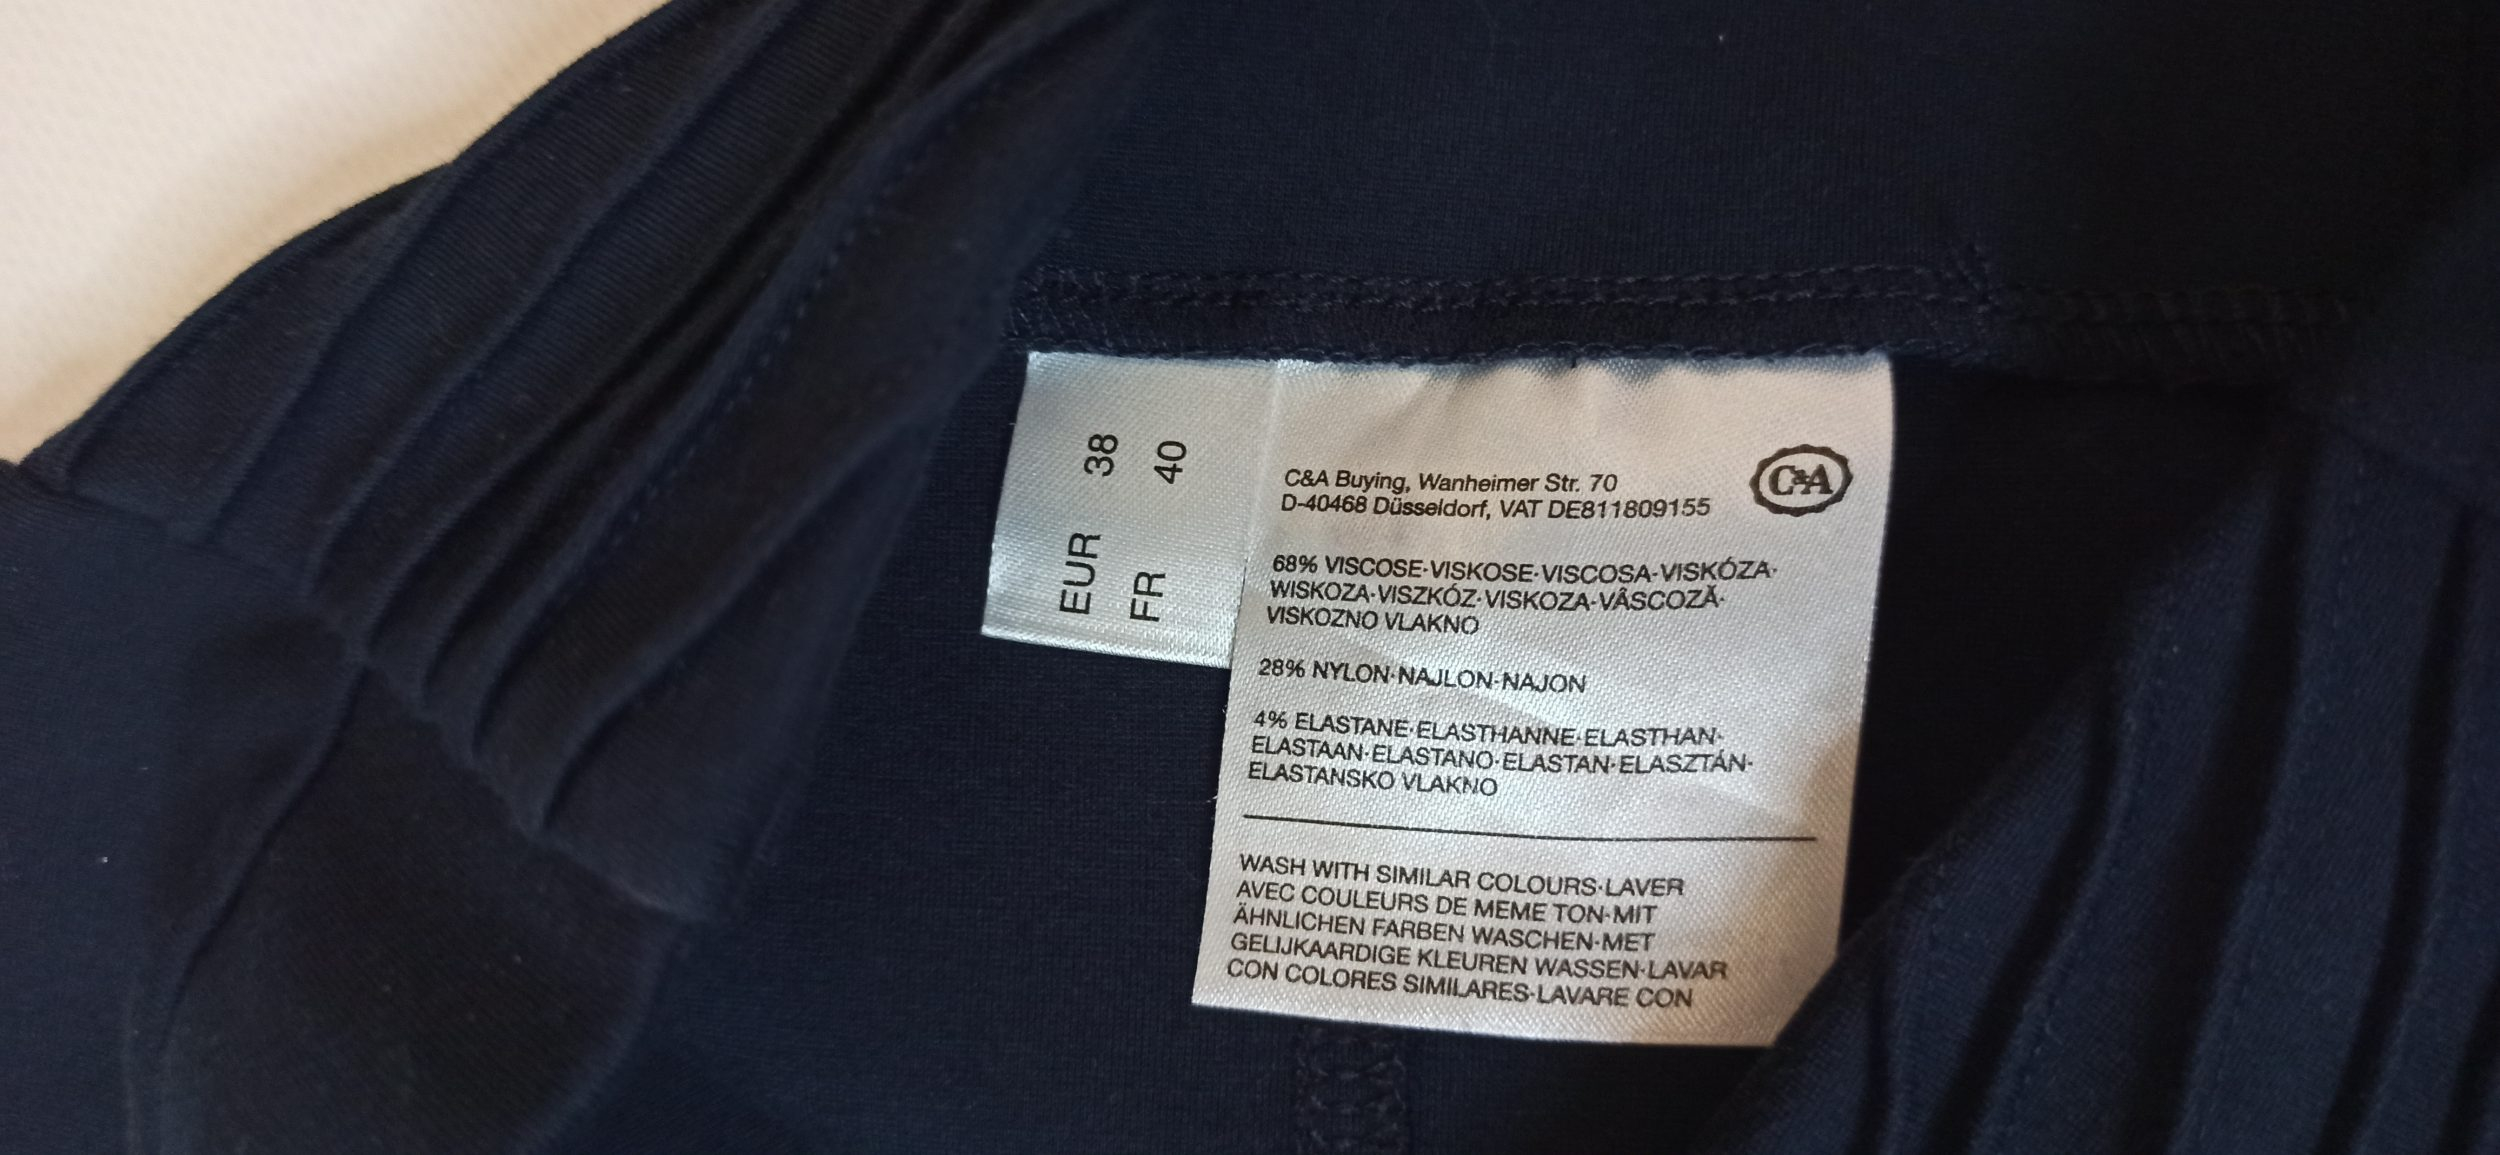 EUR 38
FR 40
C&A
C&A Buying, Wanheimer Str. 70
D-40468 Düsseldorf, VAT DE811809155
68% VISCOSE·VISKOSE·VISCOSA·VISKÓZA·
WISKOZA·VISZKÓZ·VISKOZA·VÂSCOZĂ·
VISKOZNO VLAKNO
28% NYLON·NAJLON·NAJON
4% ELASTANE·ELASTHANNE·ELASTHAN·
ELASTAAN·ELASTANO·ELASTAN·ELASZTÁN·
ELASTANSKO VLAKNO
WASH WITH SIMILAR COLOURS·LAVER
AVEC COULEURS DE MEME TON·MIT
ÄHNLICHEN FARBEN WASCHEN·MET
GELIJKAARDIGE KLEUREN WASSEN·LAVAR
CON COLORES SIMILARES·LAVARE CON